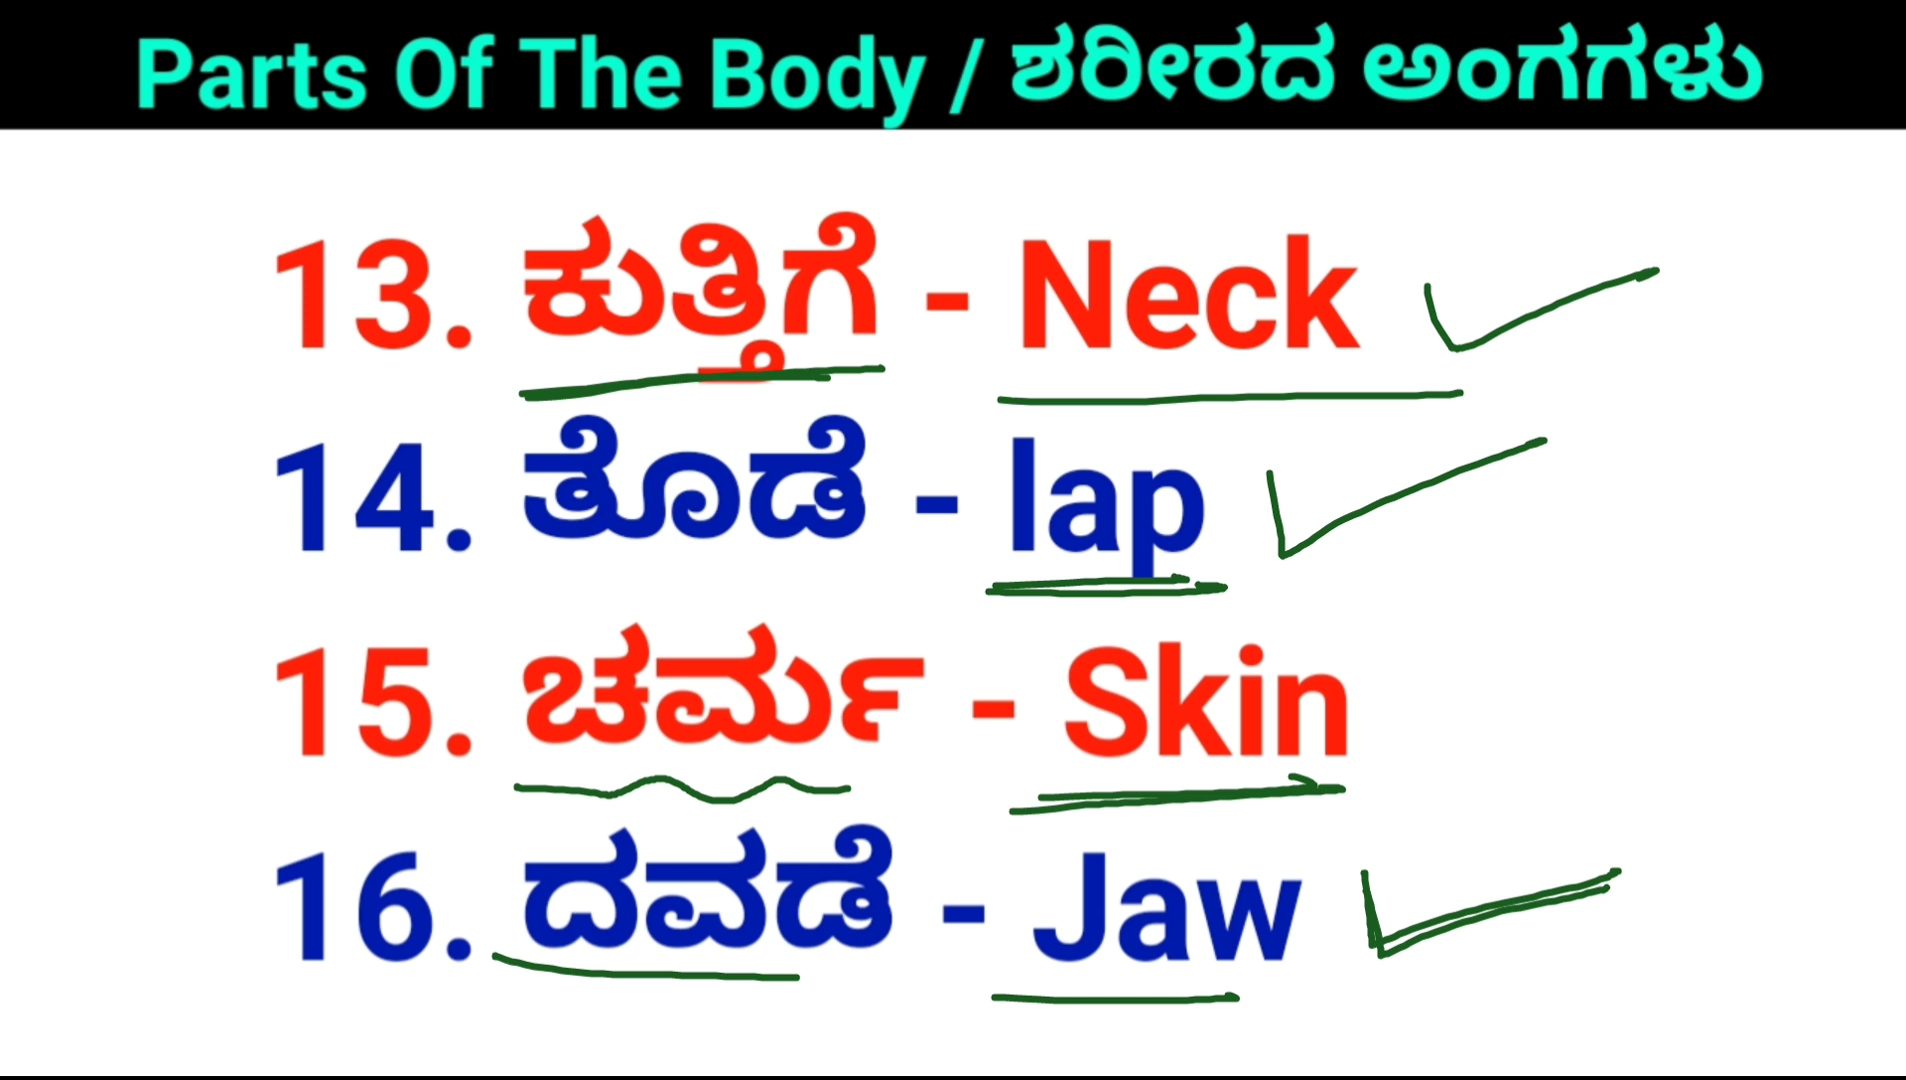 Parts Of The Body / ಶರೀರದ ಅಂಗಗಳು
13. ಕುತ್ತಿಗೆ - Neck
14. ತೊಡೆ - lap
15. ಚರ್ಮ - Skin
16. ದವಡೆ - Jaw